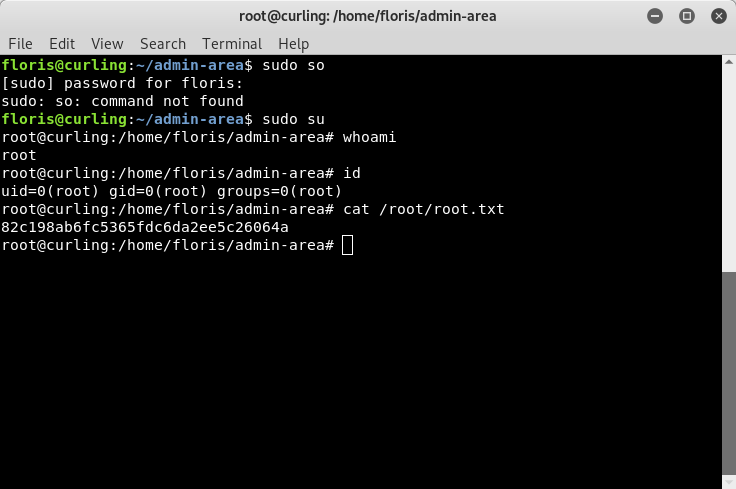 root@curling: /home/floris/admin-area
File Edit View Search Terminal Help
floris@curling:~/admin-area$ sudo so
[sudo] password for floris:
sudo: so: command not found
floris@curling:~/admin-area$ sudo su
root@curling:/home/floris/admin-area# whoami
root
root@curling:/home/floris/admin-area# id
uid=0(root) gid=0(root) groups=0(root)
root@curling:/home/floris/admin-area# cat /root/root.txt
82c198ab6fc5365fdc6da2ee5c26064a
root@curling:/home/floris/admin-area#